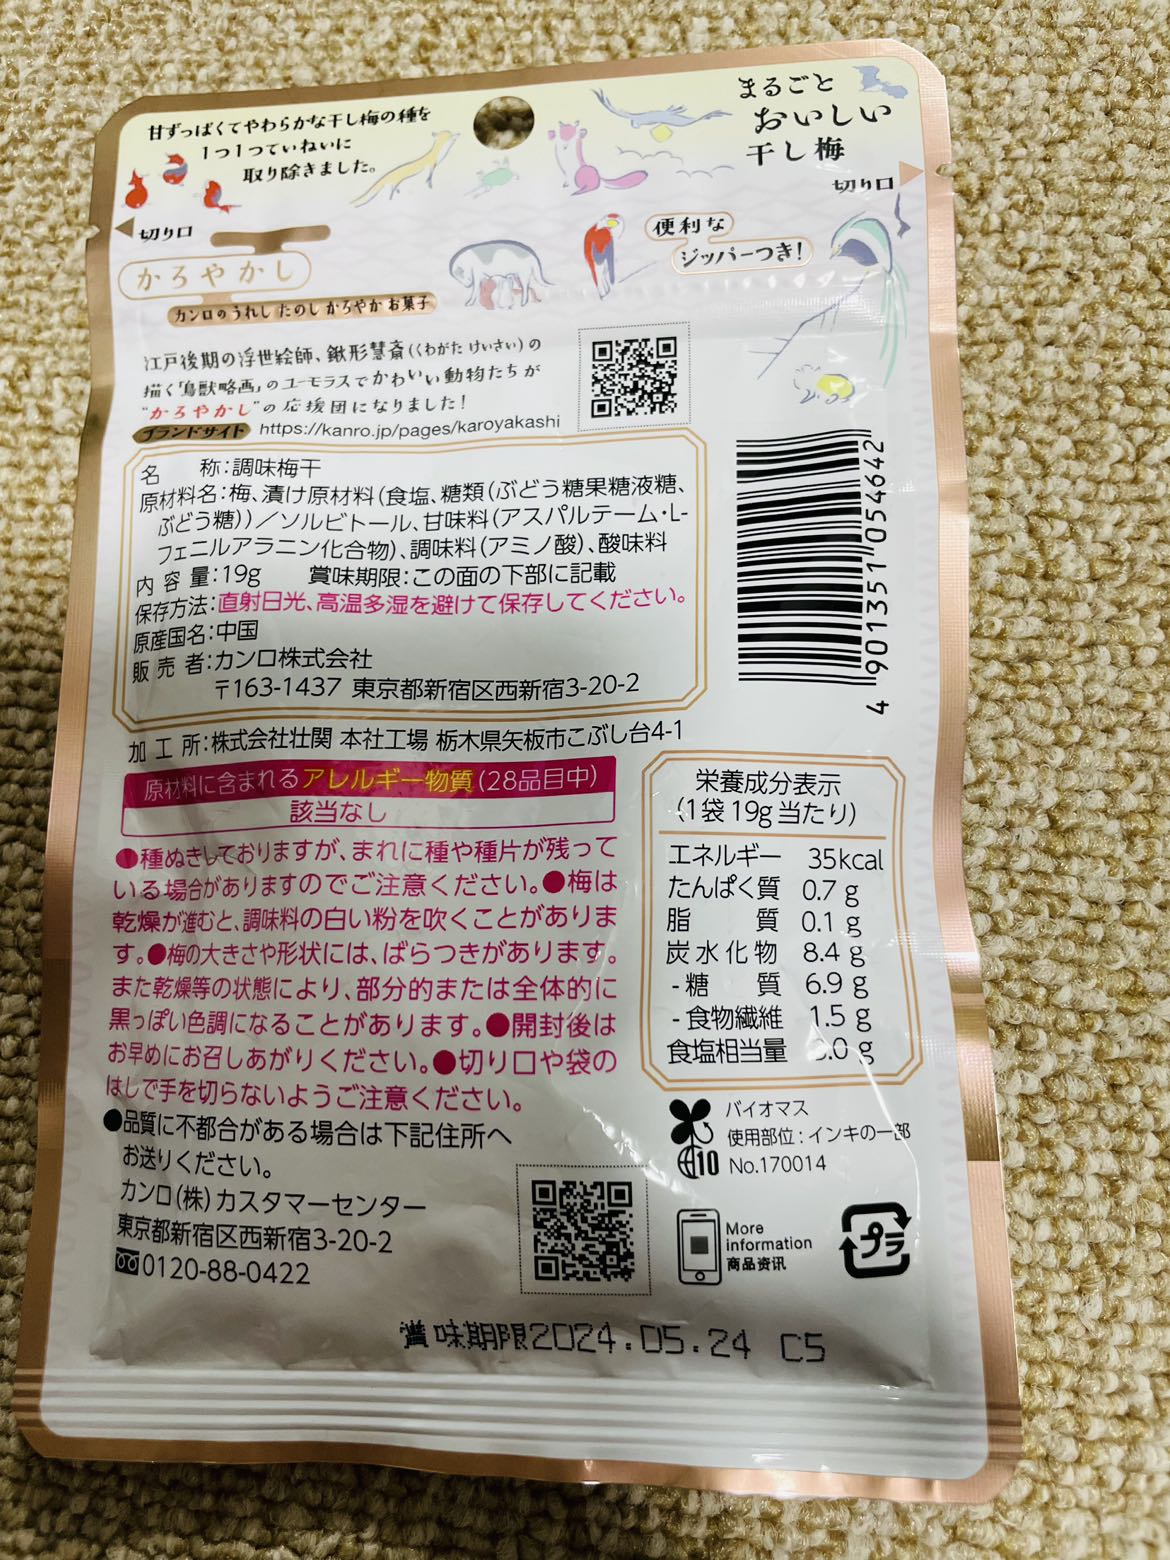 甘ずっぱくてやわらかな干し梅の種を
1つ1つていねいに
取り除きました。
まるごと
おいしい
干し梅
切り口
切り口
かろやかし
カンロのうれしたのしかろやかお菓子
便利な
ジッパーつき!
江戸後期の浮世絵師、鍬形蕙斎(くわがた けいさい)の
描く「鳥獣略画」のユーモラスでかわいい動物たちが
"かろやかし"の応援団になりました!
ブランドサイト https://kanro.jp/pages/karoyakashi
名 称:調味梅干
原材料名:梅、漬け原材料(食塩、糖類(ぶどう糖果糖液糖、
ぶどう糖))/ソルビトール、甘味料(アスパルテーム・L-
フェニルアラニン化合物)、調味料(アミノ酸)、酸味料
内容量:19g 賞味期限:この面の下部に記載
保存方法:直射日光、高温多湿を避けて保存してください。
原産国名:中国
販売者:カンロ株式会社
〒163-1437 東京都新宿区西新宿3-20-2
4 901351 054642
加工所:株式会社壮関 本社工場 栃木県矢板市こぶし台4-1
原材料に含まれるアレルギー物質(28品目中)
該当なし
●種ぬきしておりますが、まれに種や種片が残って
いる場合がありますのでご注意ください。●梅は
乾燥が進むと、調味料の白い粉を吹くことがありま
す。●梅の大きさや形状には、ばらつきがあります。
また乾燥等の状態により、部分的または全体的に
黒っぽい色調になることがあります。●開封後は
お早めにお召しあがりください。●切り口や袋の
はしで手を切らないようご注意ください。
●品質に不都合がある場合は下記住所へ
お送りください。
カンロ(株)カスタマーセンター
東京都新宿区西新宿3-20-2
0120-88-0422
栄養成分表示
(1袋19g当たり)
エネルギー 35kcal
たんぱく質 0.7g
脂質 0.1g
炭水化物 8.4g
-糖質 6.9g
-食物繊維 1.5g
食塩相当量 .0g
バイオマス
使用部位:インキの一部
10 No.170014
More
information
商品资讯
プラ
賞味期限2024.05.24 C5